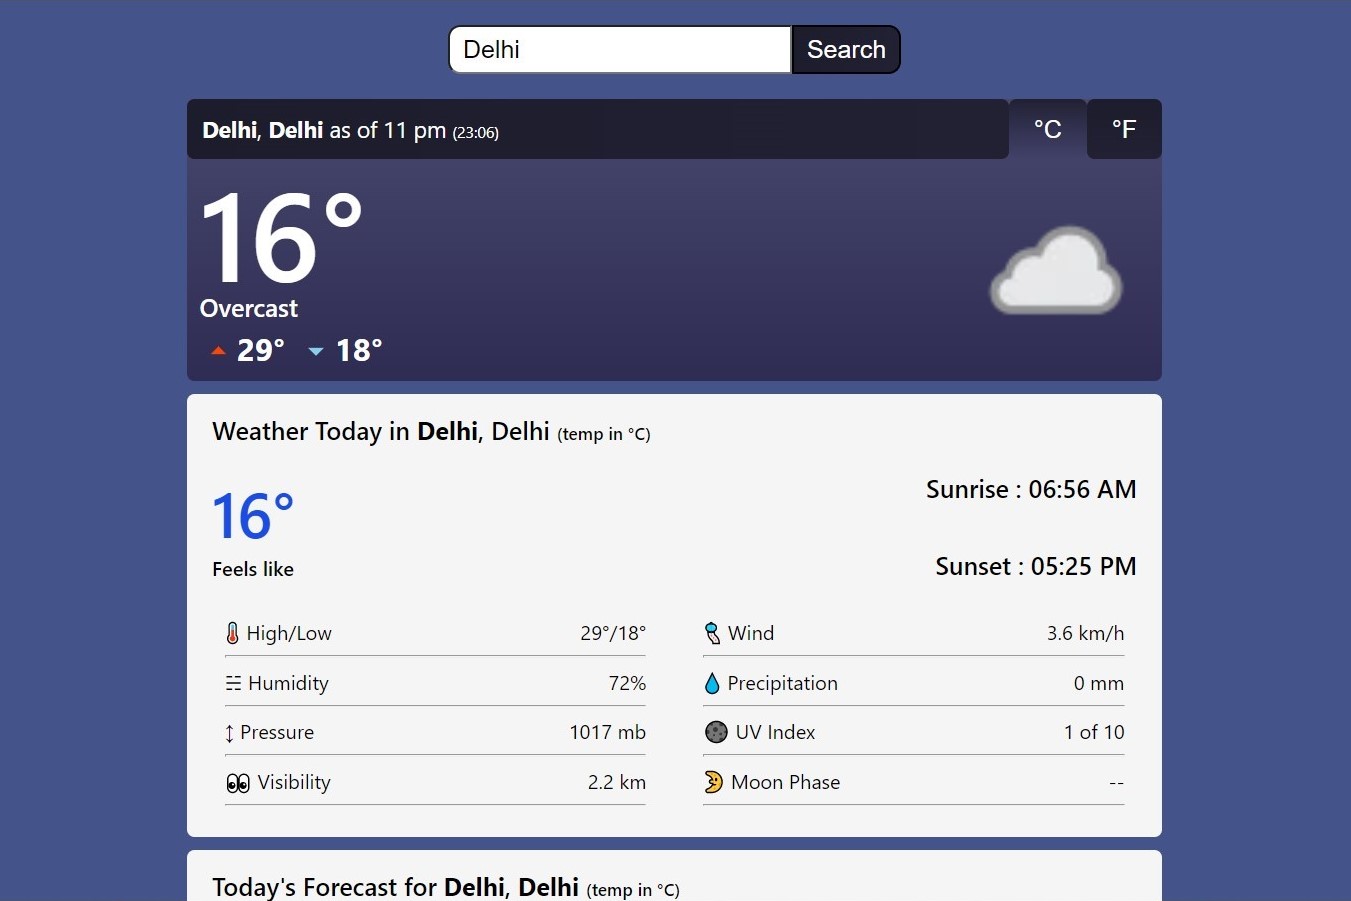 Delhi Search
Delhi, Delhi as of 11 pm (23:06) °C °F
16°
Overcast
29° 18°
Weather Today in Delhi, Delhi (temp in °C)
Sunrise : 06:56 AM
16°
Sunset : 05:25 PM
Feels like
High/Low 29°/18° Wind 3.6 km/h
Humidity 72% Precipitation 0 mm
Pressure 1017 mb UV Index 1 of 10
Visibility 2.2 km Moon Phase --
Today's Forecast for Delhi, Delhi (temp in °C)